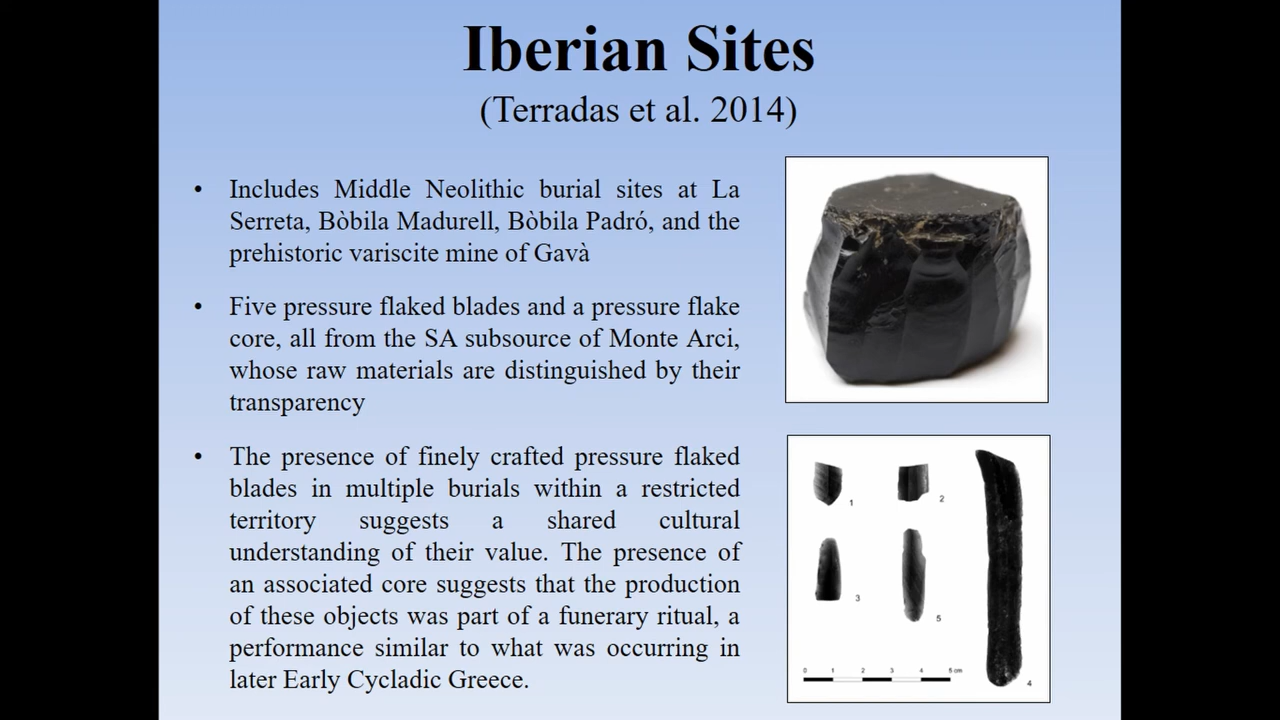 Iberian Sites
(Terradas et al. 2014)
• Includes Middle Neolithic burial sites at La
Serreta, Bòbila Madurell, Bòbila Padró, and the
prehistoric variscite mine of Gavà
• Five pressure flaked blades and a pressure flake
core, all from the SA subsource of Monte Arci,
whose raw materials are distinguished by their
transparency
• The presence of finely crafted pressure flaked
blades in multiple burials within a restricted
territory suggests a shared cultural
understanding of their value. The presence of
an associated core suggests that the production
of these objects was part of a funerary ritual, a
performance similar to what was occurring in
later Early Cycladic Greece.
1
2
3
5
0 1 2 3 4 5 cm
4